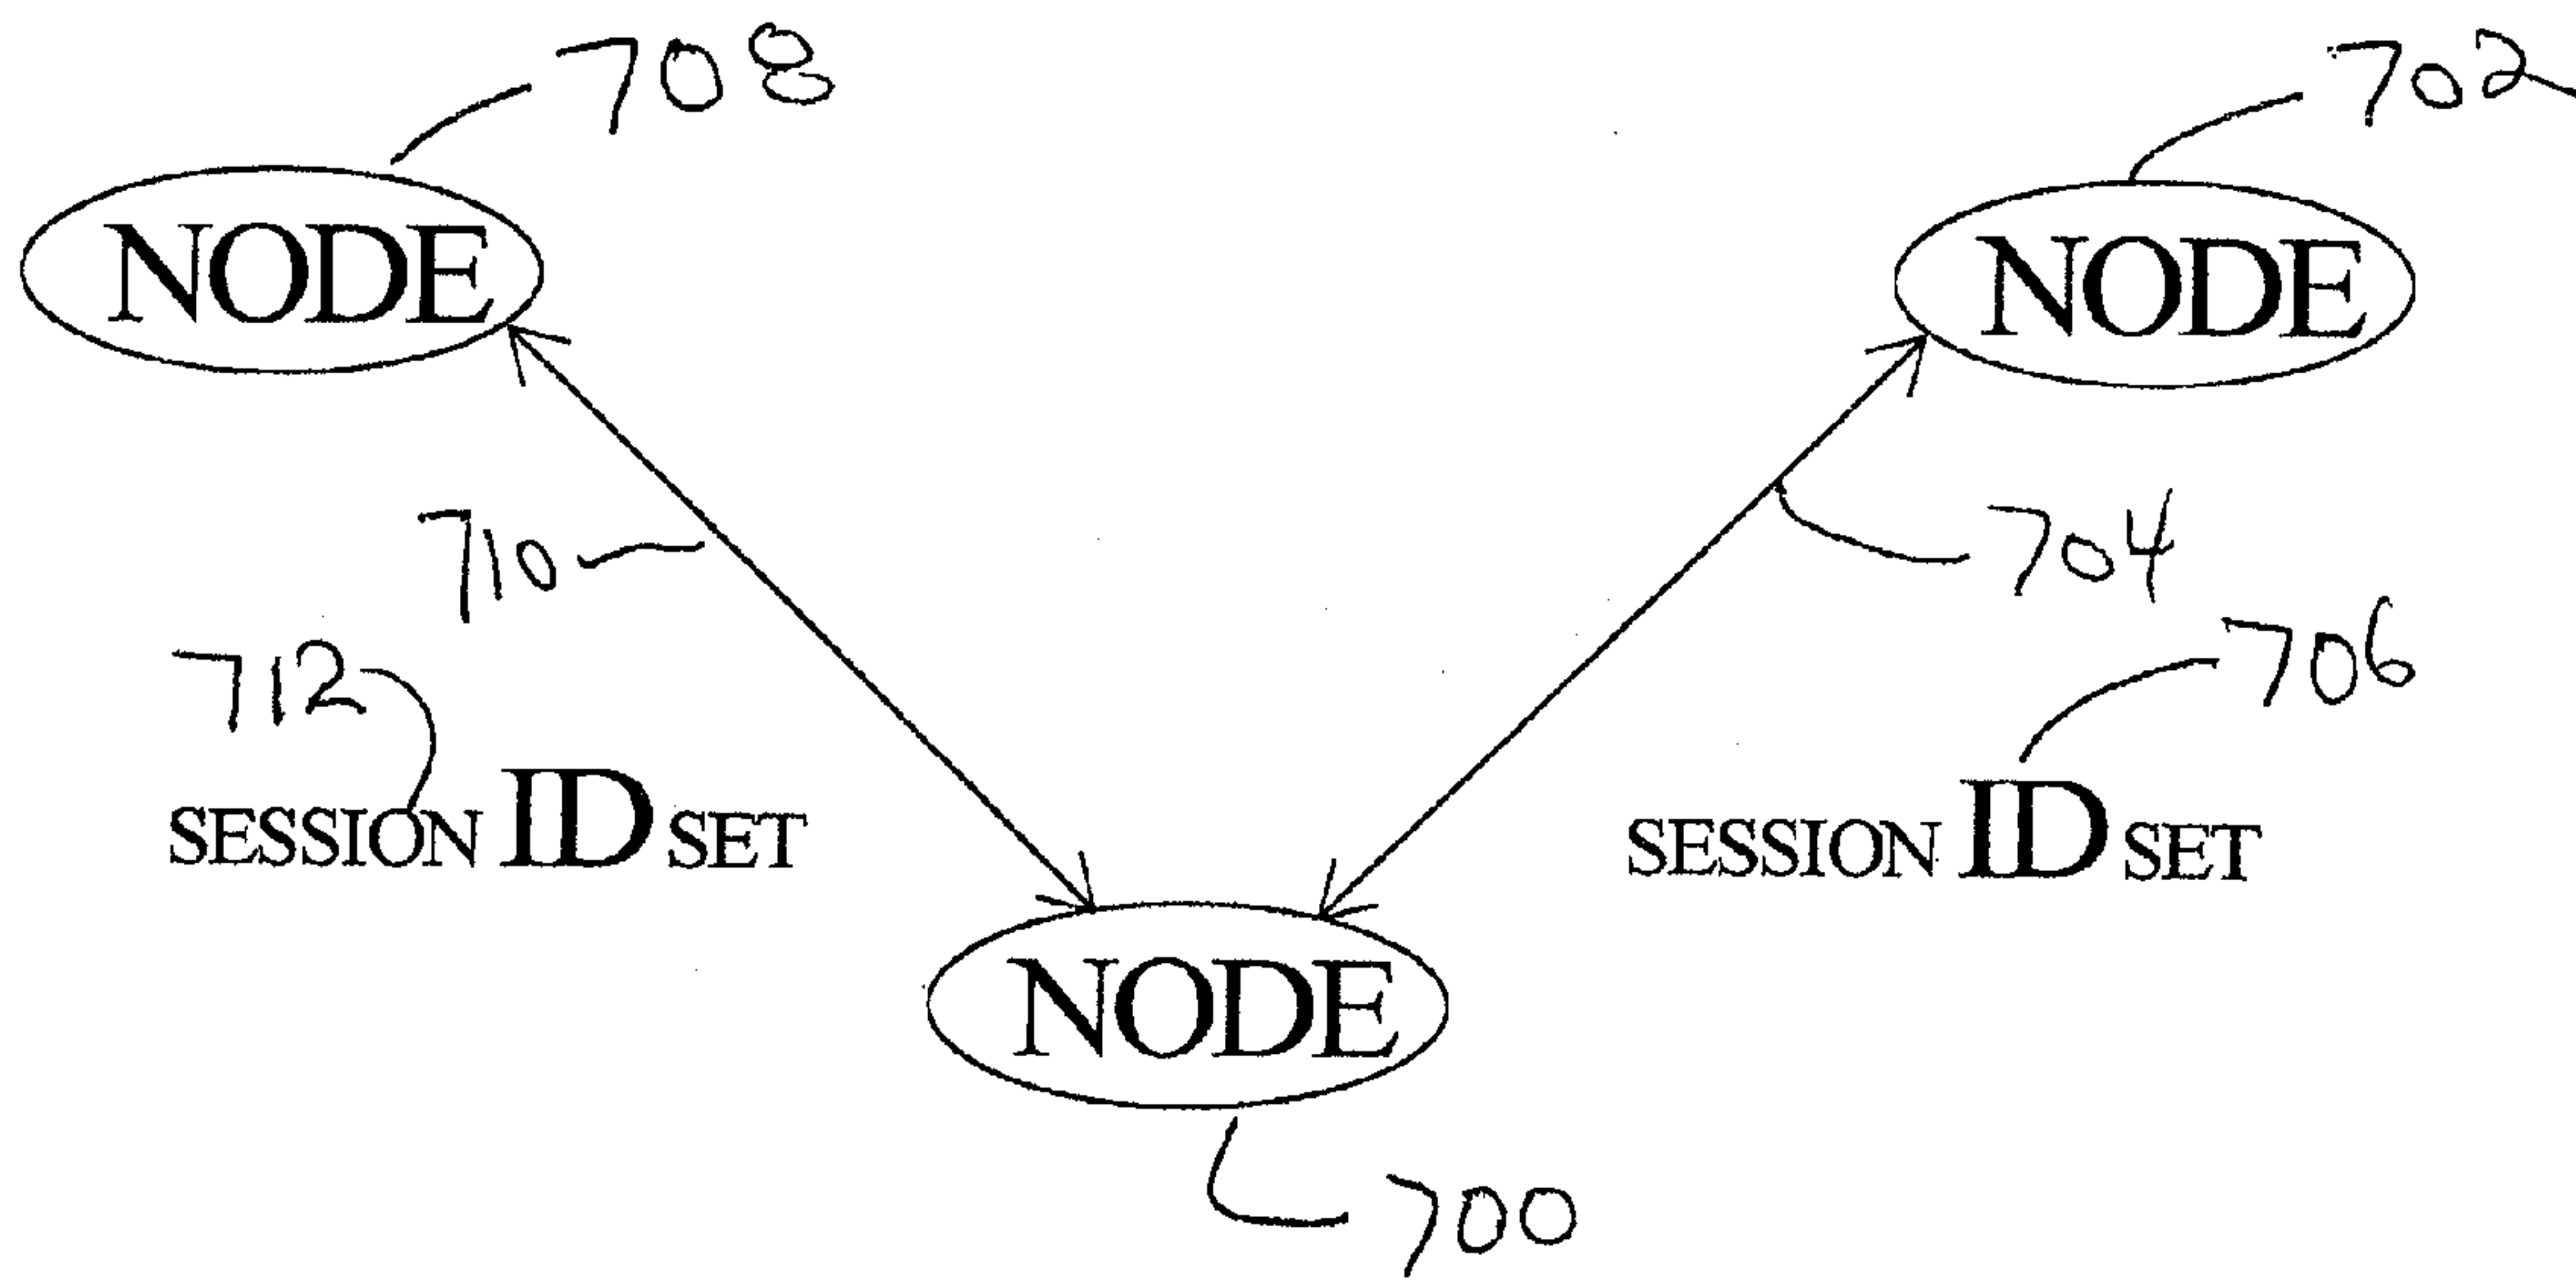 708
702
NODE
NODE
710
704
712
706
SESSION ID SET
SESSION ID SET
NODE
700